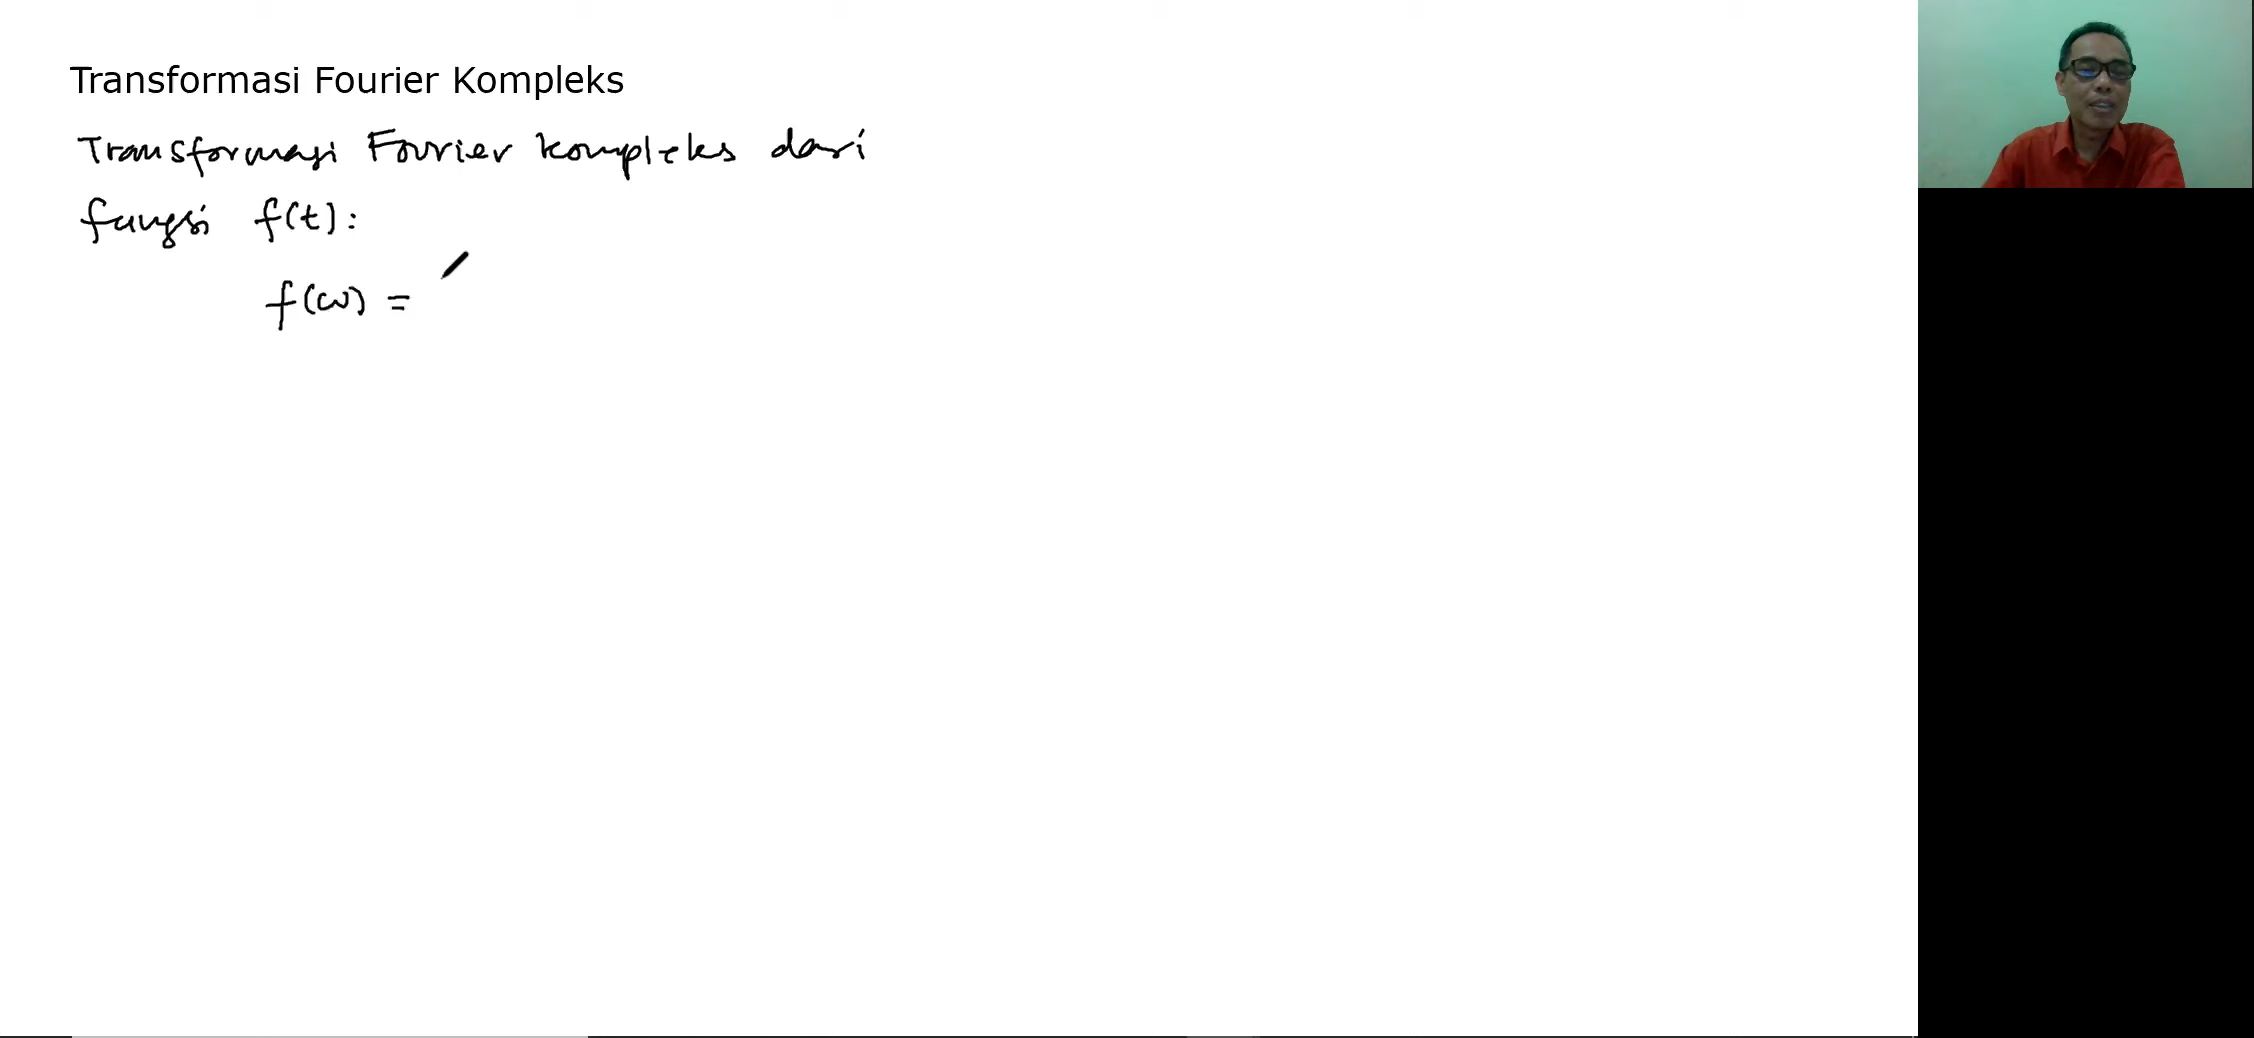 Transformasi Fourier Kompleks
Transformasi Fourier kompleks dari
fungsi f(t):
f(ω) =